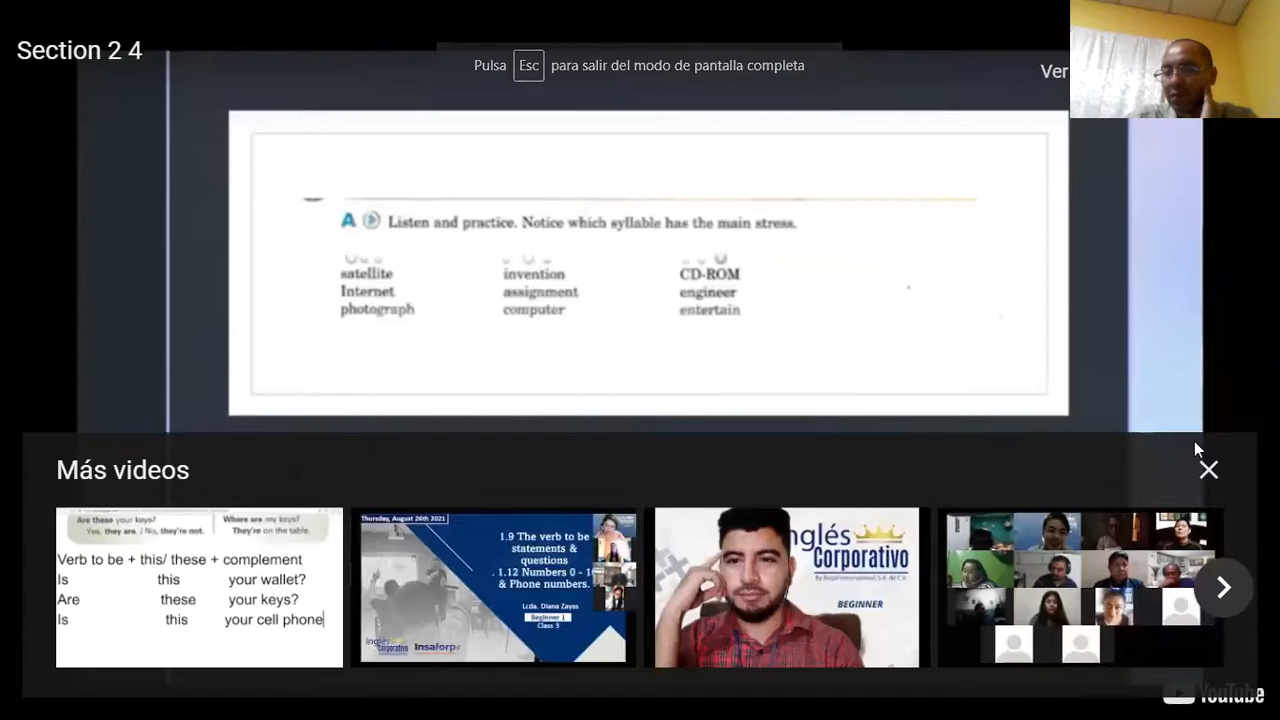 Section 2 4
Pulsa Esc para salir del modo de pantalla completa
Ver
A Listen and practice. Notice which syllable has the main stress.
satellite invention CD-ROM
Internet assignment engineer
photograph computer entertain
Más videos
Are these your keys? Where are my keys?
Yes, they are. / No, they're not. They're on the table.
Verb to be + this/ these + complement
Is this your wallet?
Are these your keys?
Is this your cell phone
Thursday, August 26th 2021
1.9 The verb to be
statements &
questions
. 1.12 Numbers 0 - 1
& Phone numbers.
Lcda. Diana Zayas
Beginner 1
Class 3
Inglés
Corporativo
Insaforp
Inglés
Corporativo
BEGINNER
YouTube